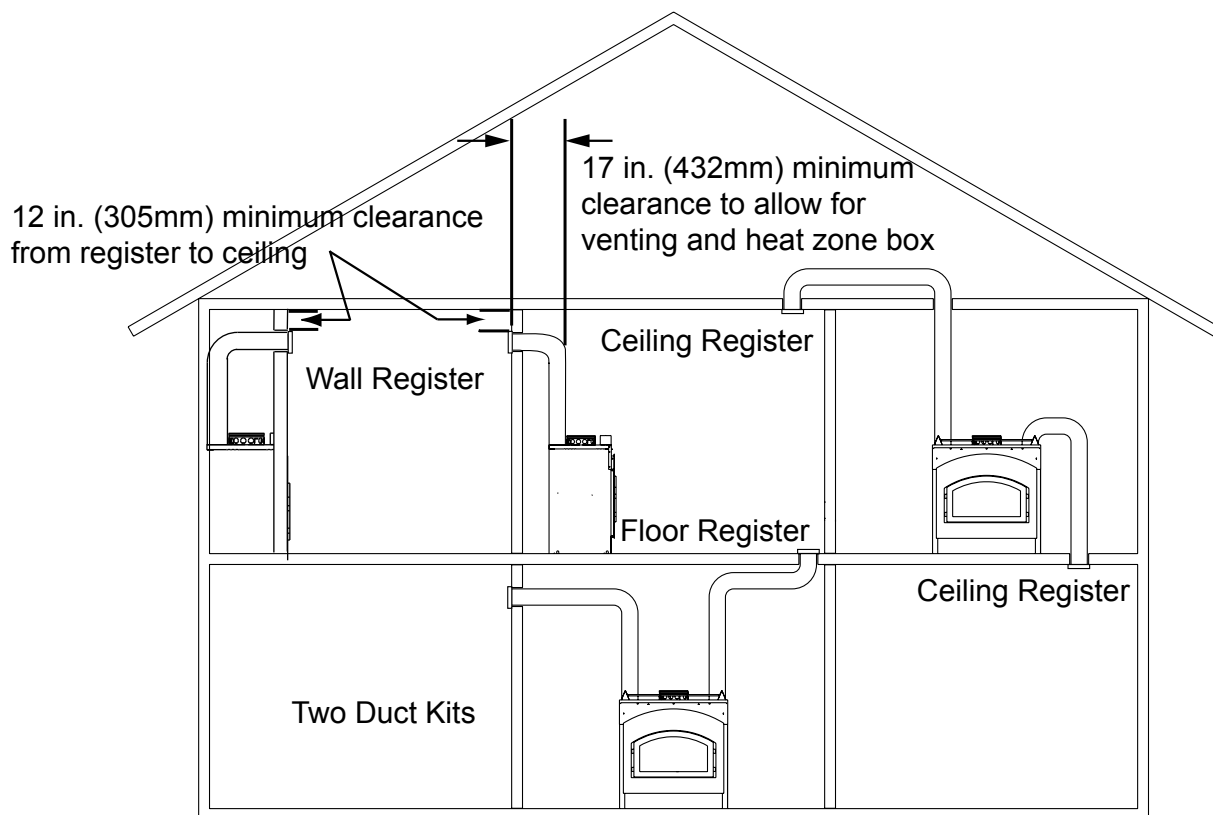 17 in. (432mm) minimum
clearance to allow for
venting and heat zone box
12 in. (305mm) minimum clearance
from register to ceiling
Ceiling Register
Wall Register
Floor Register
Ceiling Register
Two Duct Kits